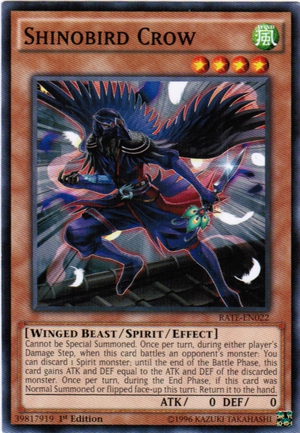 SHINOBIRD CROW
風
RATE-EN022
[WINGED BEAST/SPIRIT/EFFECT]
Cannot be Special Summoned. Once per turn, during either player's
Damage Step, when this card battles an opponent's monster: You
can discard 1 Spirit monster; until the end of the Battle Phase, this
card gains ATK and DEF equal to the ATK and DEF of the discarded
monster. Once per turn, during the End Phase, if this card was
Normal Summoned or flipped face-up this turn: Return it to the hand.
ATK/ 0 DEF/ 0
39817919 1st Edition ©1996 KAZUKI TAKAHASHI